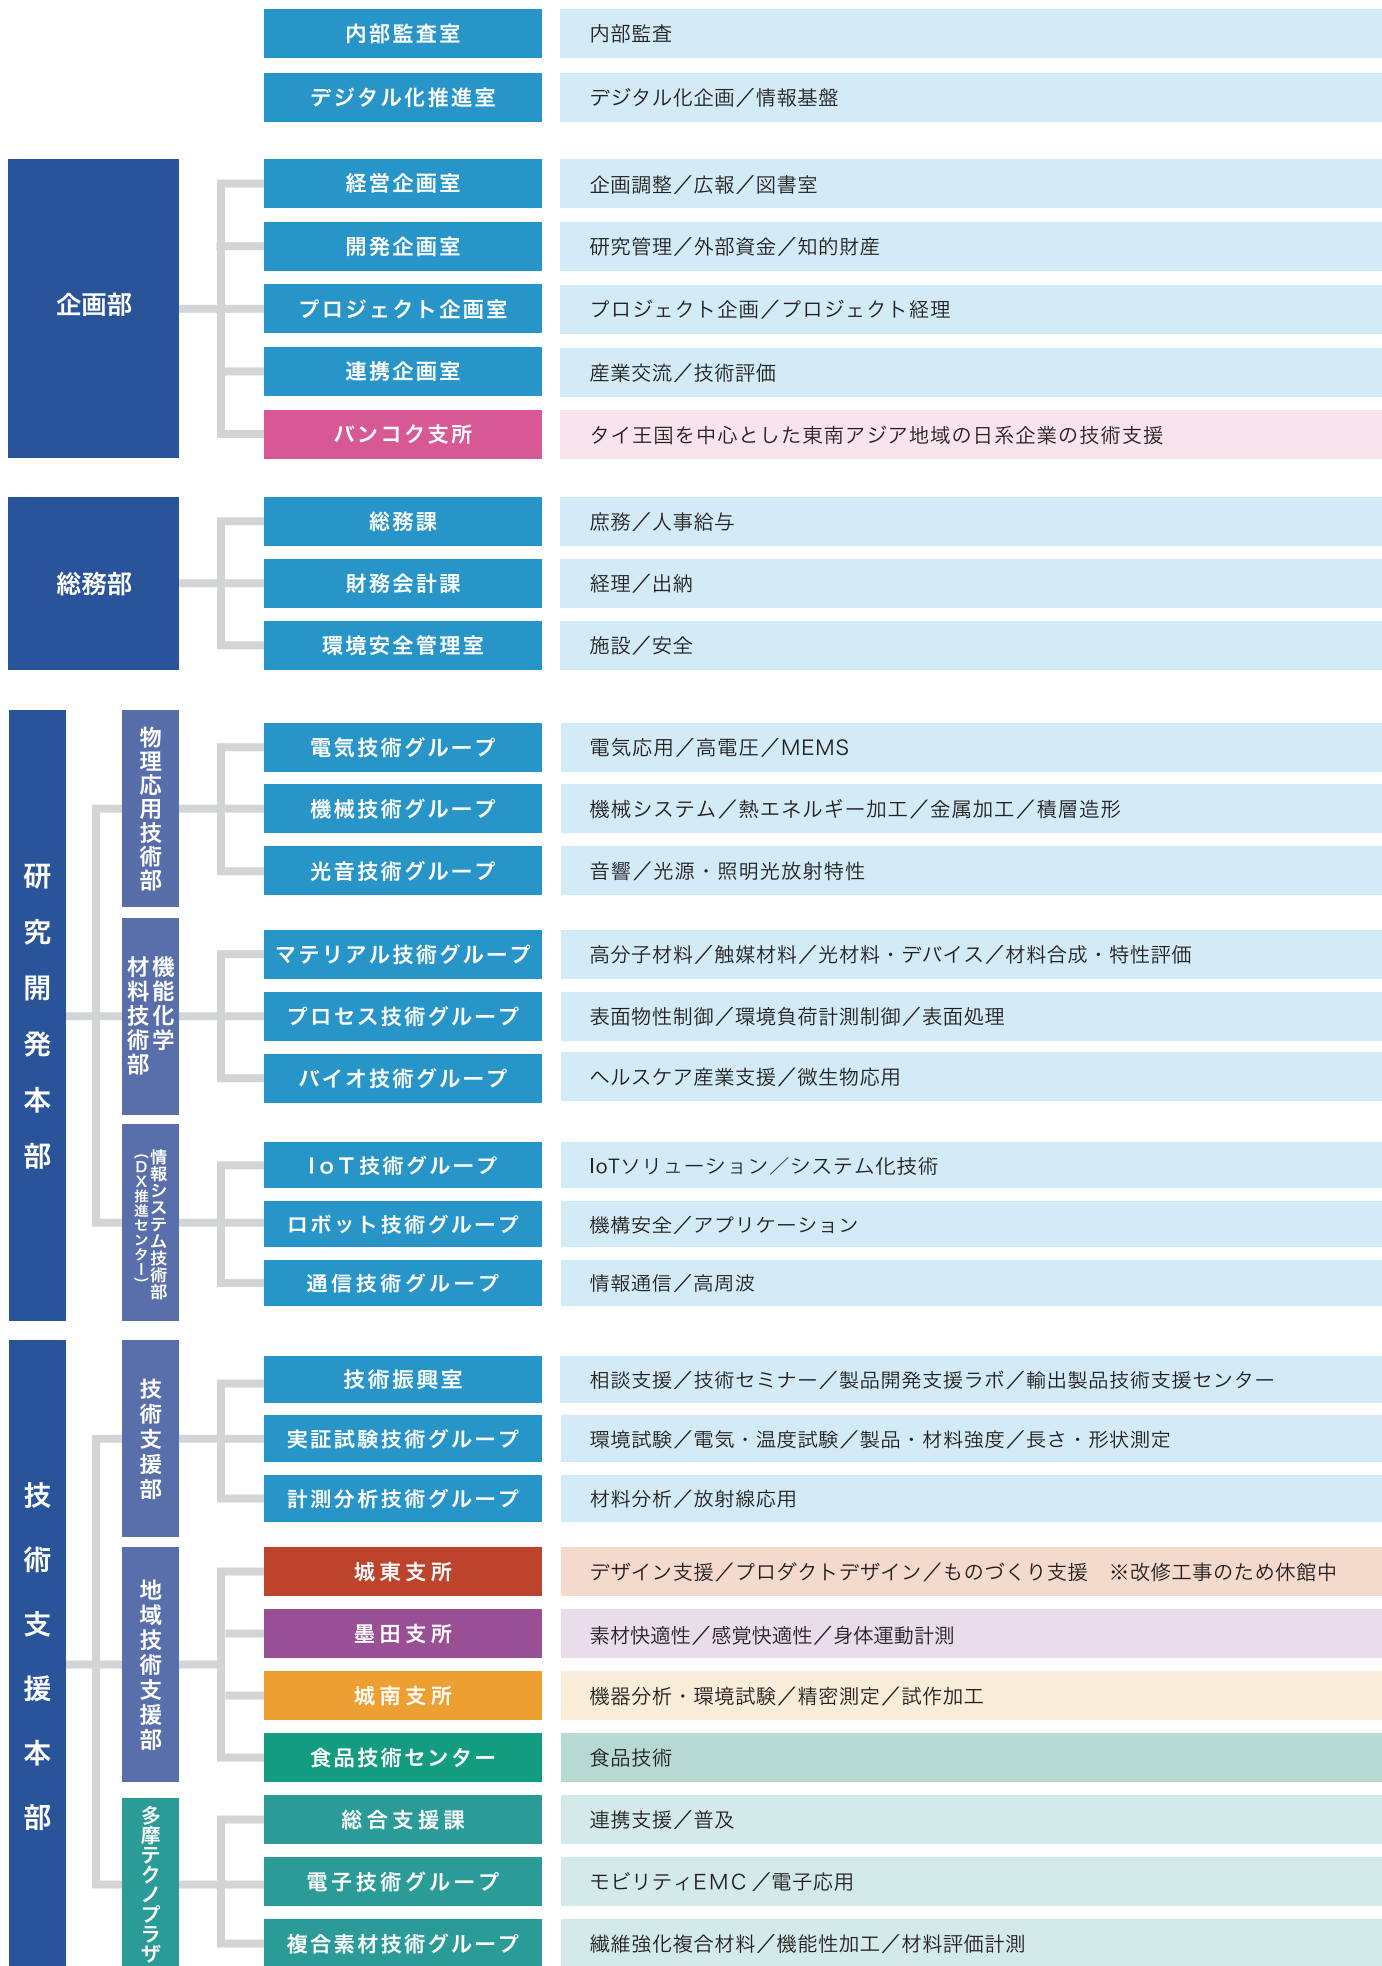 内部監査室
内部監査
デジタル化推進室
デジタル化企画／情報基盤
企画部
経営企画室
企画調整／広報／図書室
開発企画室
研究管理／外部資金／知的財産
プロジェクト企画室
プロジェクト企画／プロジェクト経理
連携企画室
産業交流／技術評価
バンコク支所
タイ王国を中心とした東南アジア地域の日系企業の技術支援
総務部
総務課
庶務／人事給与
財務会計課
経理／出納
環境安全管理室
施設／安全
研究開発本部
物理応用技術部
電気技術グループ
電気応用／高電圧／MEMS
機械技術グループ
機械システム／熱エネルギー加工／金属加工／積層造形
光音技術グループ
音響／光源・照明光放射特性
機能化学
材料技術部
マテリアル技術グループ
高分子材料／触媒材料／光材料・デバイス／材料合成・特性評価
プロセス技術グループ
表面物性制御／環境負荷計測制御／表面処理
バイオ技術グループ
ヘルスケア産業支援／微生物応用
情報システム技術部
（DX推進センター）
IoT技術グループ
IoTソリューション／システム化技術
ロボット技術グループ
機構安全／アプリケーション
通信技術グループ
情報通信／高周波
技術支援本部
技術支援部
技術振興室
相談支援／技術セミナー／製品開発支援ラボ／輸出製品技術支援センター
実証試験技術グループ
環境試験／電気・温度試験／製品・材料強度／長さ・形状測定
計測分析技術グループ
材料分析／放射線応用
地域技術支援部
城東支所
デザイン支援／プロダクトデザイン／ものづくり支援　※改修工事のため休館中
墨田支所
素材快適性／感覚快適性／身体運動計測
城南支所
機器分析・環境試験／精密測定／試作加工
食品技術センター
食品技術
多摩テクノプラザ
総合支援課
連携支援／普及
電子技術グループ
モビリティEMC／電子応用
複合素材技術グループ
繊維強化複合材料／機能性加工／材料評価計測